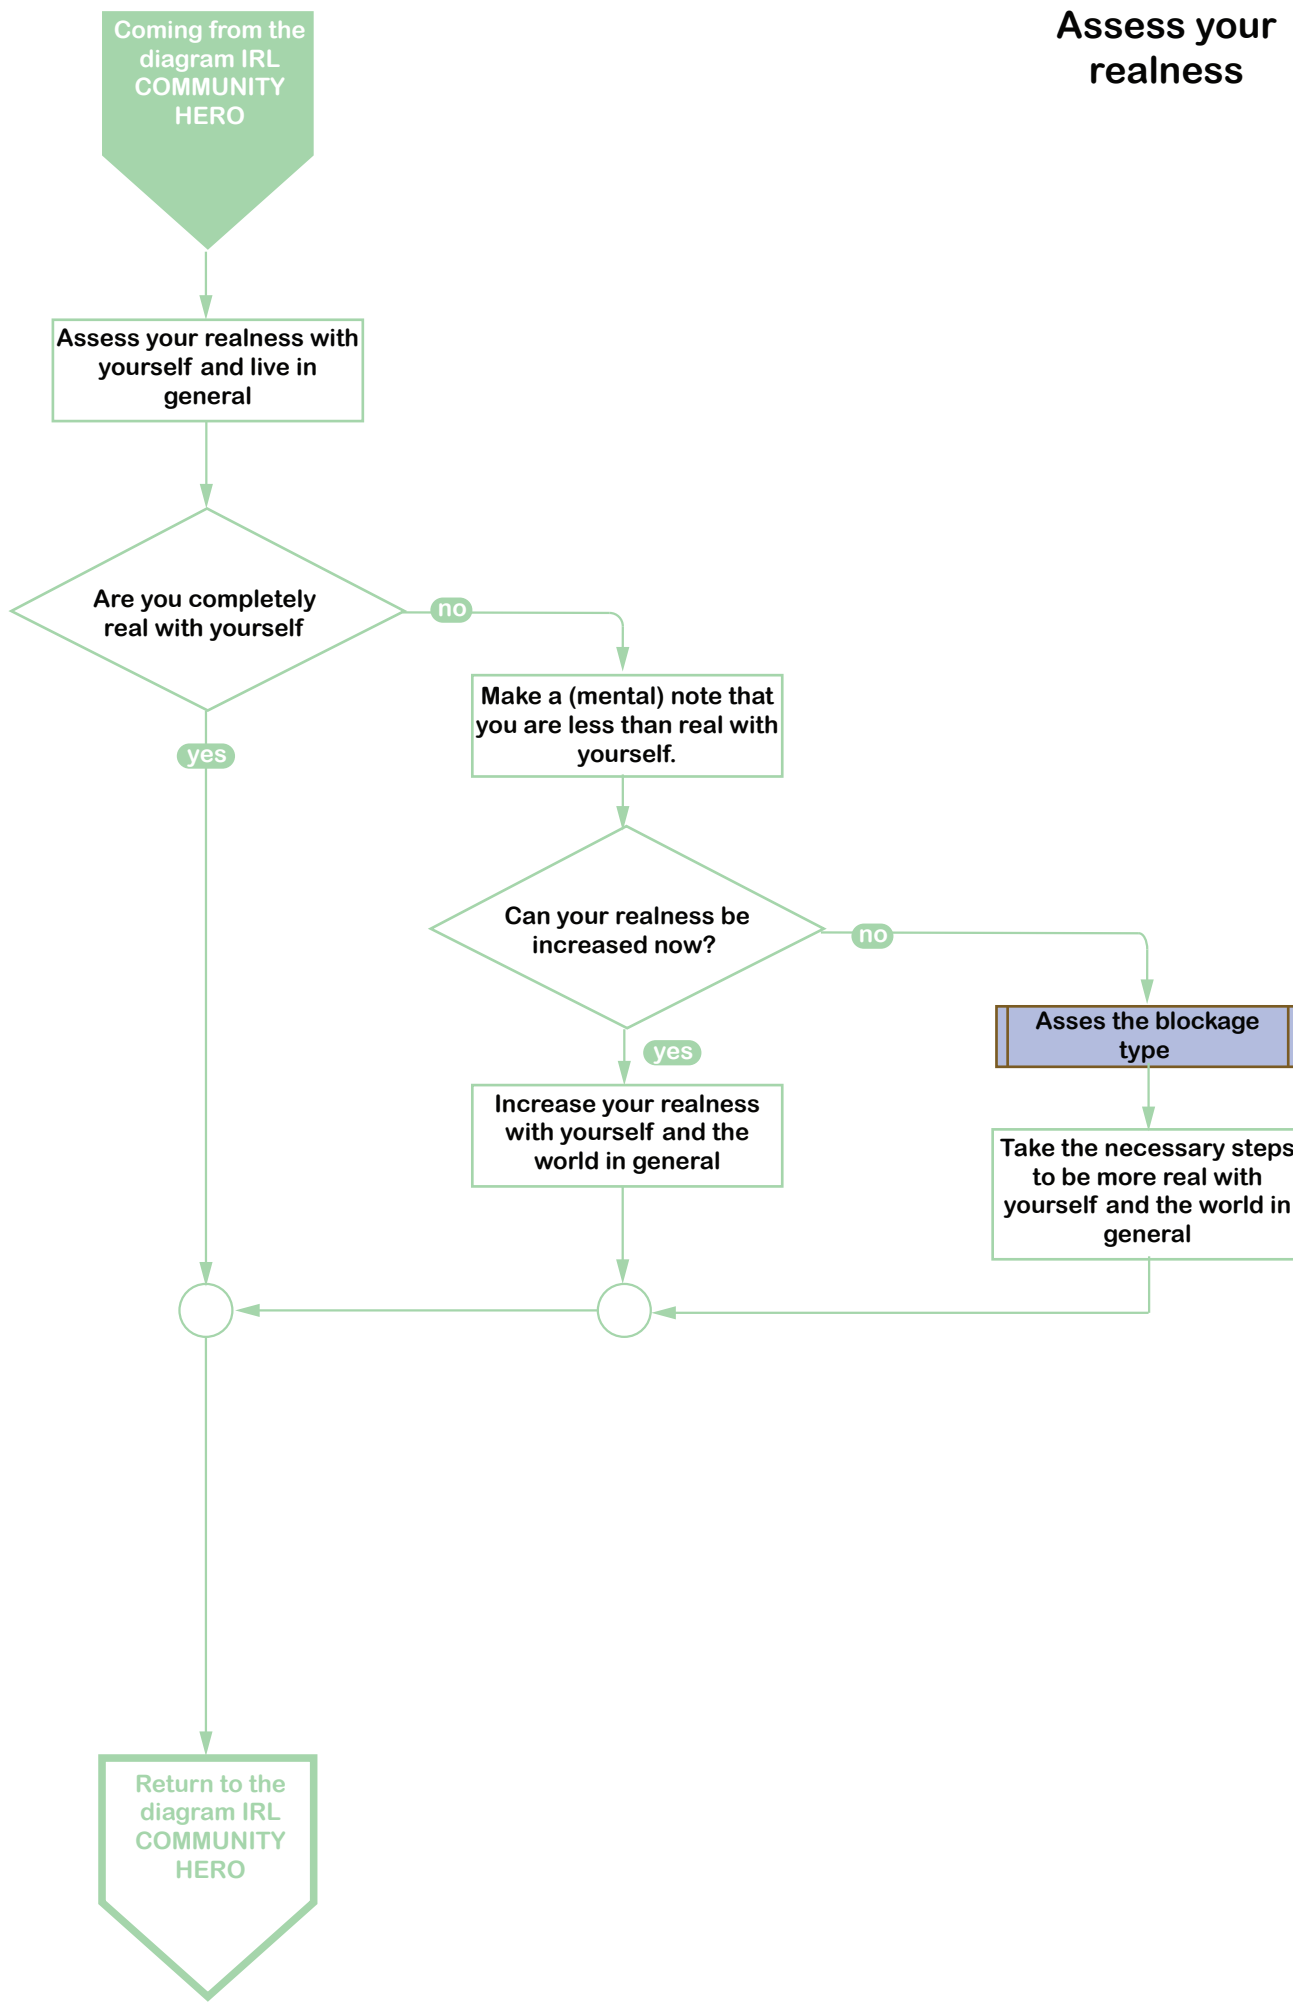 Assess your
realness
Coming from the
diagram IRL
COMMUNITY
HERO
Assess your realness with
yourself and live in
general
Are you completely
real with yourself
no
yes
Make a (mental) note that
you are less than real with
yourself.
Can your realness be
increased now?
no
yes
Asses the blockage
type
Increase your realness
with yourself and the
world in general
Take the necessary steps
to be more real with
yourself and the world in
general
Return to the
diagram IRL
COMMUNITY
HERO